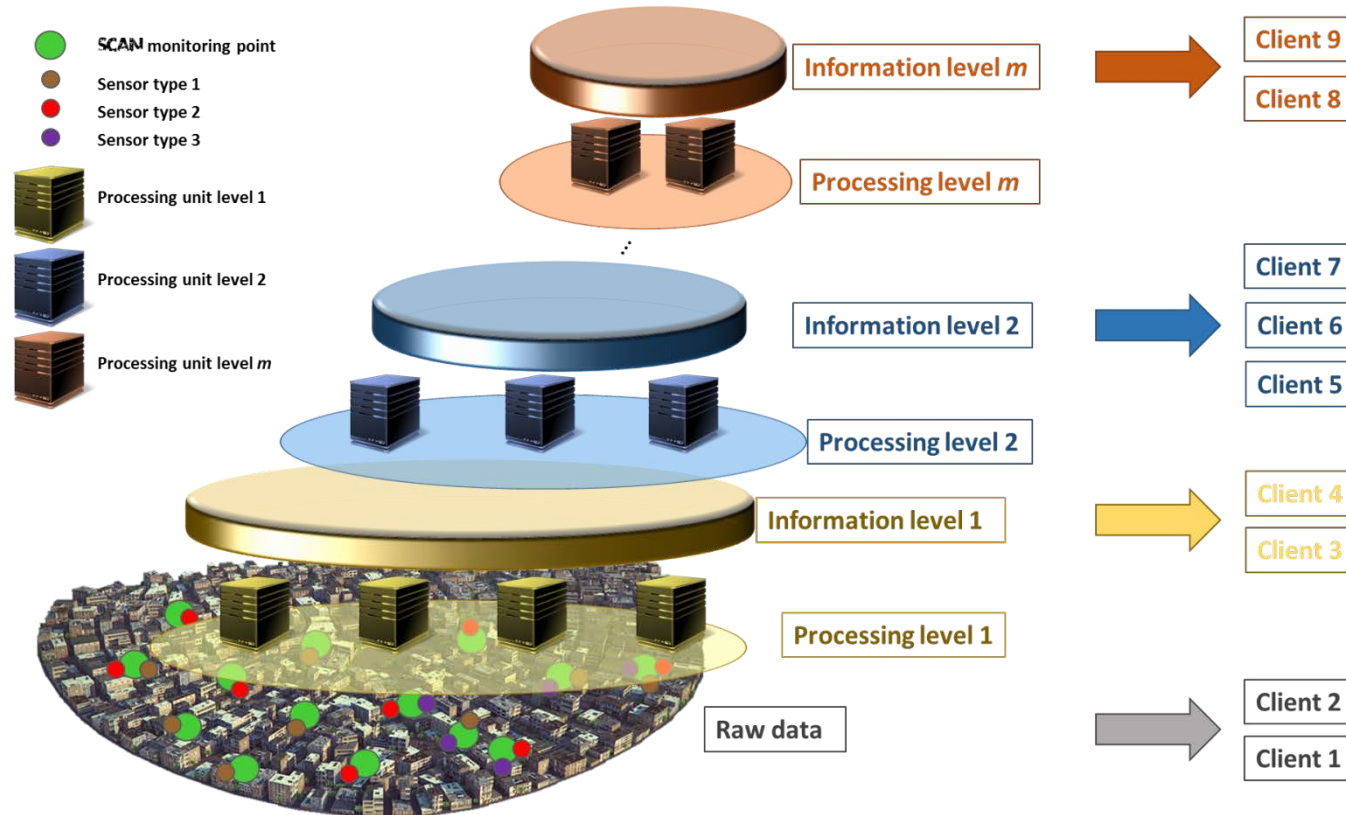 SCAN monitoring point
Sensor type 1
Sensor type 2
Sensor type 3
Processing unit level 1
Processing unit level 2
Processing unit level m
Information level m
Processing level m
...
Information level 2
Processing level 2
Information level 1
Processing level 1
Raw data
Client 9
Client 8
Client 7
Client 6
Client 5
Client 4
Client 3
Client 2
Client 1